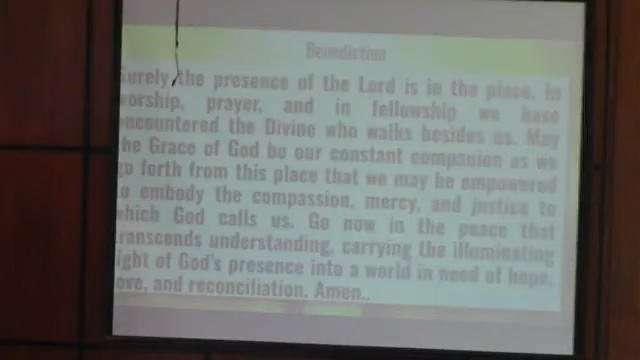 Benediction
Surely the presence of the Lord is in the place. In
worship, prayer, and in fellowship we have
encountered the Divine who walks besides us. May
the Grace of God be our constant companion as we
go forth from this place that we may be empowered
to embody the compassion, mercy, and justice to
which God calls us. Go now in the peace that
transcends understanding, carrying the illuminating
light of God's presence into a world in need of hope,
love, and reconciliation. Amen..